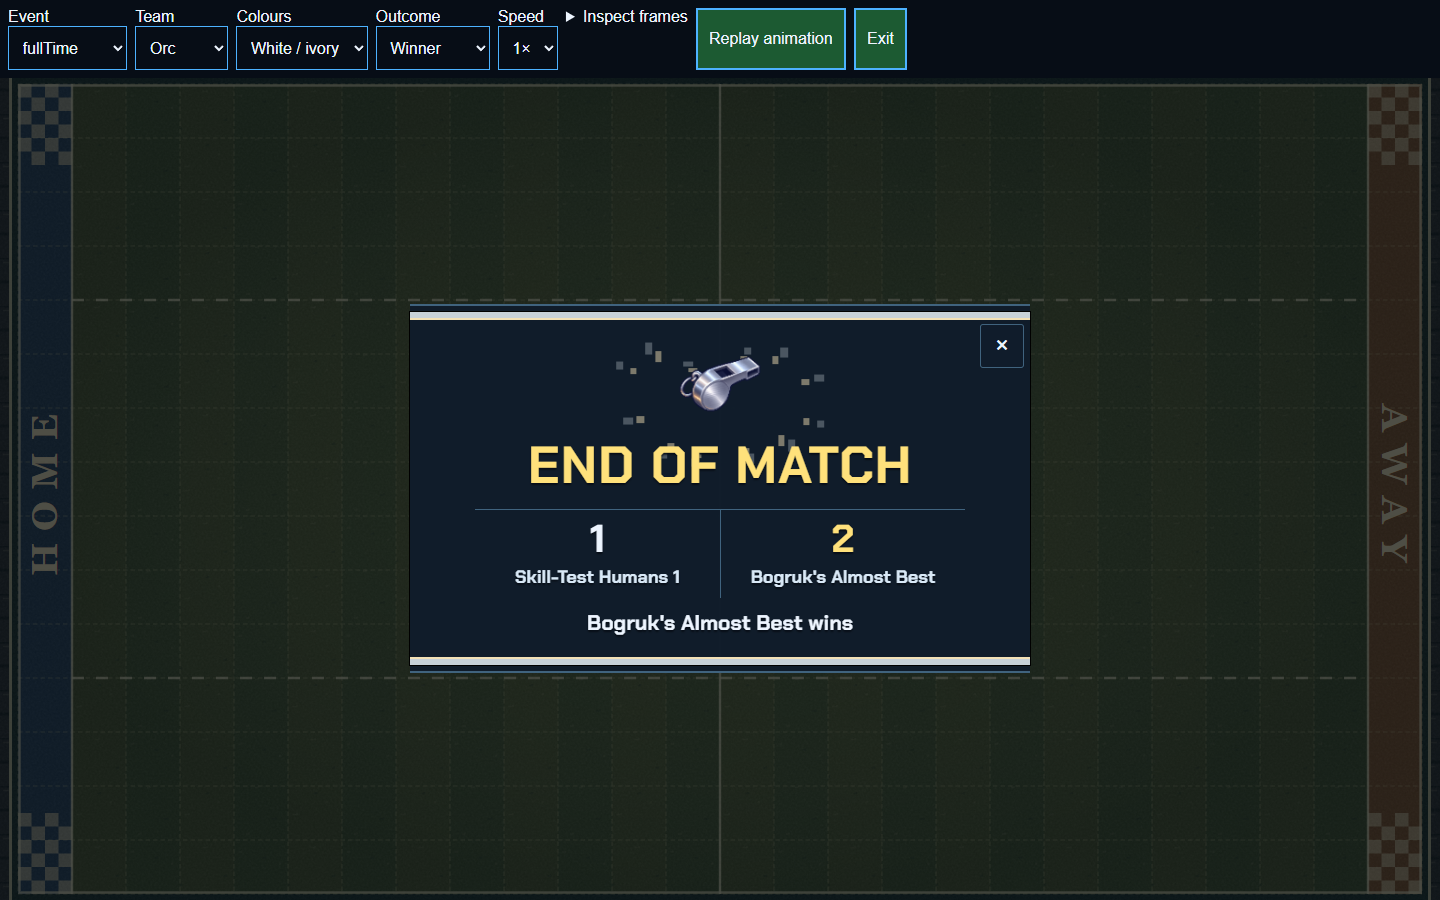 Event Team Colours Outcome Speed ▶ Inspect frames
fullTime Orc White / ivory Winner 1× Replay animation Exit
×
HOME
AWAY
END OF MATCH
1 2
Skill-Test Humans 1 Bogruk's Almost Best
Bogruk's Almost Best wins